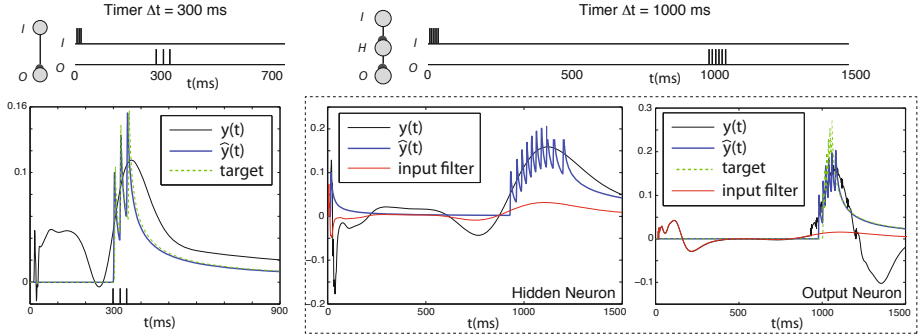 Timer Δt = 300 ms
I
O
I
O
0
300
700
t(ms)
Timer Δt = 1000 ms
I
H
O
I
O
0
500
1000
1500
t(ms)
0.16
0.1
0
0
300
600
900
t(ms)
y(t)
ŷ(t)
target
0.2
0.1
0
-0.1
-0.2
0
500
1000
1500
t(ms)
y(t)
ŷ(t)
input filter
Hidden Neuron
0.3
0.2
0.1
0
-0.1
0
500
1000
1500
t(ms)
y(t)
ŷ(t)
target
input filter
Output Neuron